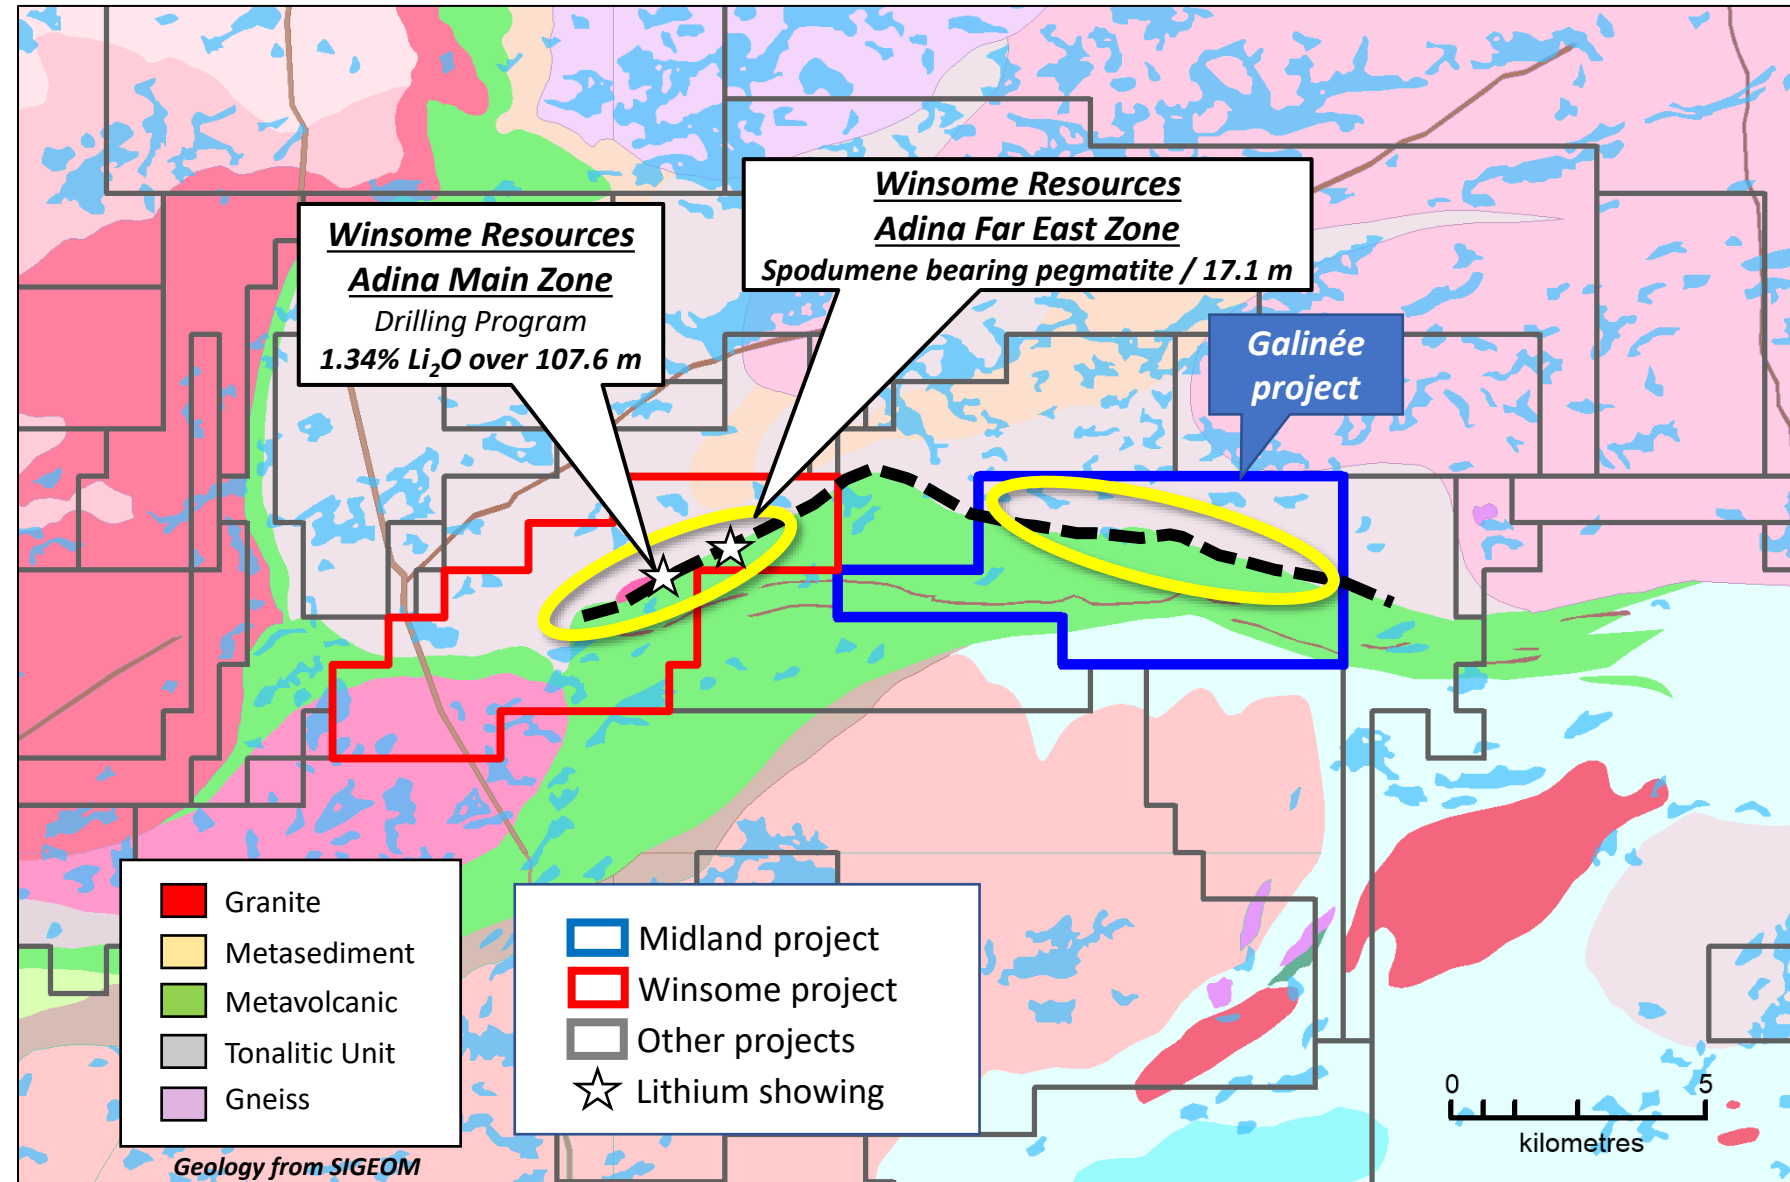 Winsome Resources
Adina Main Zone
Drilling Program
1.34% Li₂O over 107.6 m
Winsome Resources
Adina Far East Zone
Spodumene bearing pegmatite / 17.1 m
Galinée
project
Granite
Metasediment
Metavolcanic
Tonalitic Unit
Gneiss
Geology from SIGEOM
Midland project
Winsome project
Other projects
Lithium showing
0 5
kilometres